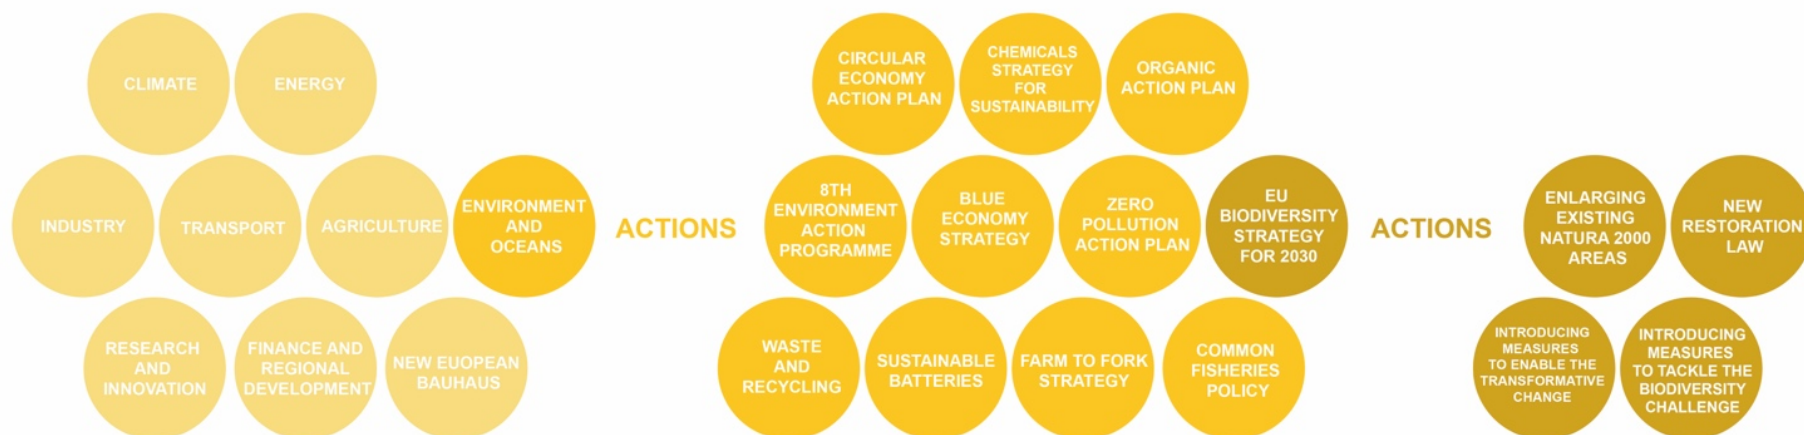 CLIMATE
ENERGY
INDUSTRY
TRANSPORT
AGRICULTURE
ENVIRONMENT
AND
OCEANS
RESEARCH
AND
INNOVATION
FINANCE AND
REGIONAL
DEVELOPMENT
NEW EUOPEAN
BAUHAUS
ACTIONS
CIRCULAR
ECONOMY
ACTION PLAN
CHEMICALS
STRATEGY
FOR
SUSTAINABILITY
ORGANIC
ACTION PLAN
8TH
ENVIRONMENT
ACTION
PROGRAMME
BLUE
ECONOMY
STRATEGY
ZERO
POLLUTION
ACTION PLAN
EU
BIODIVERSITY
STRATEGY
FOR 2030
WASTE
AND
RECYCLING
SUSTAINABLE
BATTERIES
FARM TO FORK
STRATEGY
COMMON
FISHERIES
POLICY
ACTIONS
ENLARGING
EXISTING
NATURA 2000
AREAS
NEW
RESTORATION
LAW
INTRODUCING
MEASURES
TO ENABLE THE
TRANSFORMATIVE
CHANGE
INTRODUCING
MEASURES
TO TACKLE THE
BIODIVERSITY
CHALLENGE